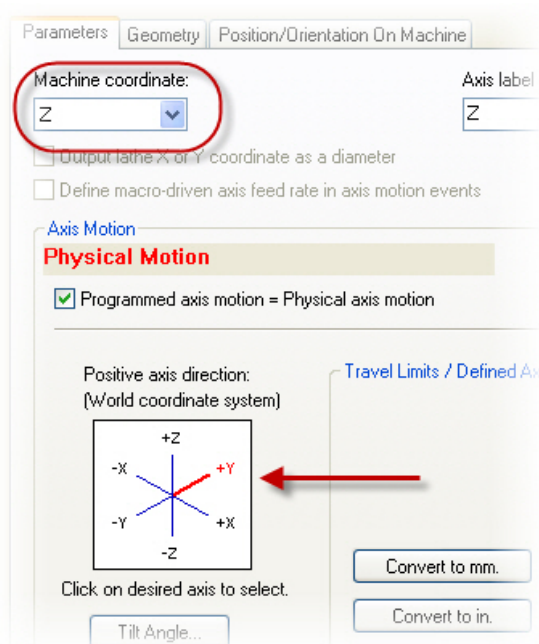 Parameters Geometry Position/Orientation On Machine
Machine coordinate: Axis label
Z Z
Output lathe X or Y coordinate as a diameter
Define macro-driven axis feed rate in axis motion events
Axis Motion
Physical Motion
Programmed axis motion = Physical axis motion
Positive axis direction: Travel Limits / Defined
(World coordinate system)
+Z
-X +Y
-Y +X
-Z
Click on desired axis to select.
Convert to mm.
Convert to in.
Tilt Angle...